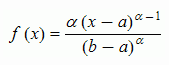 f(x) = α(x − a)^(α−1) / (b − a)^α